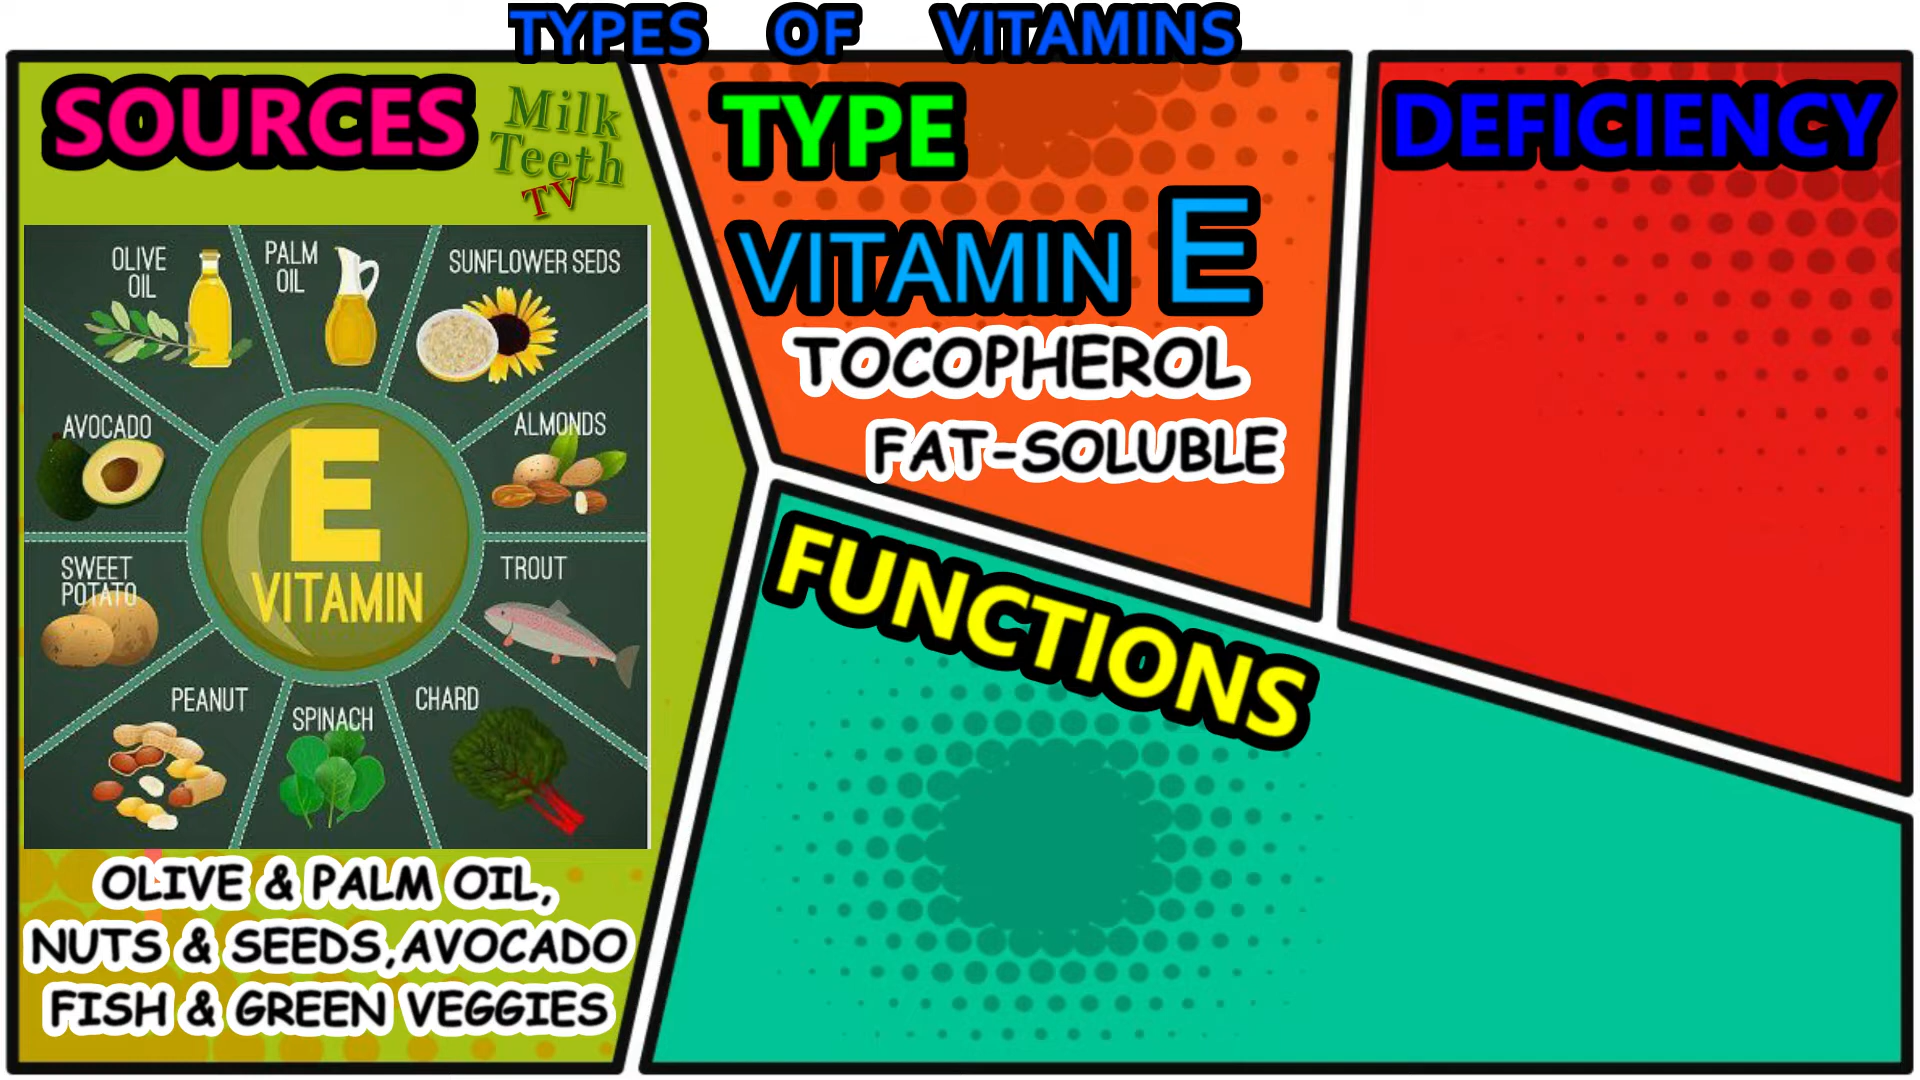 TYPES OF VITAMINS
SOURCES
Milk
Teeth
TV
OLIVE
OIL
PALM
OIL
SUNFLOWER SEEDS
AVOCADO
ALMONDS
E
VITAMIN
SWEET
POTATO
TROUT
PEANUT
SPINACH
CHARD
OLIVE & PALM OIL,
NUTS & SEEDS,AVOCADO
FISH & GREEN VEGGIES
TYPE
VITAMIN E
TOCOPHEROL
FAT-SOLUBLE
DEFICIENCY
FUNCTIONS